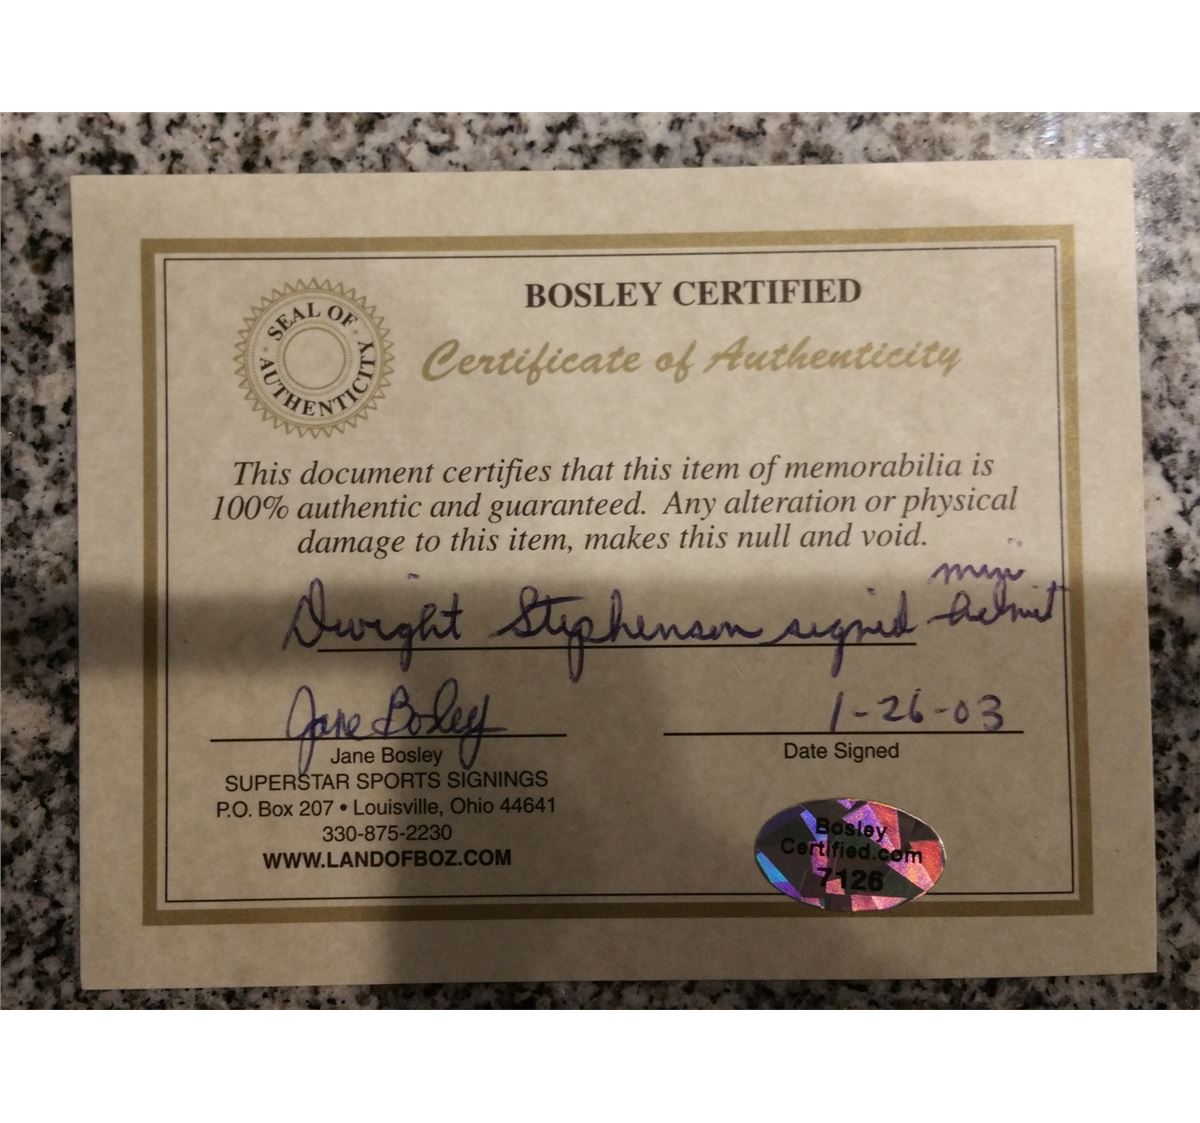 BOSLEY CERTIFIED
SEAL OF AUTHENTICITY
Certificate of Authenticity
This document certifies that this item of memorabilia is
100% authentic and guaranteed. Any alteration or physical
damage to this item, makes this null and void.
Dwight Stephenson signed mini helmet
Jane Bosley
1-26-03
Jane Bosley
Date Signed
SUPERSTAR SPORTS SIGNINGS
P.O. Box 207 • Louisville, Ohio 44641
330-875-2230
WWW.LANDOFBOZ.COM
Bosley
Certified.com
7126